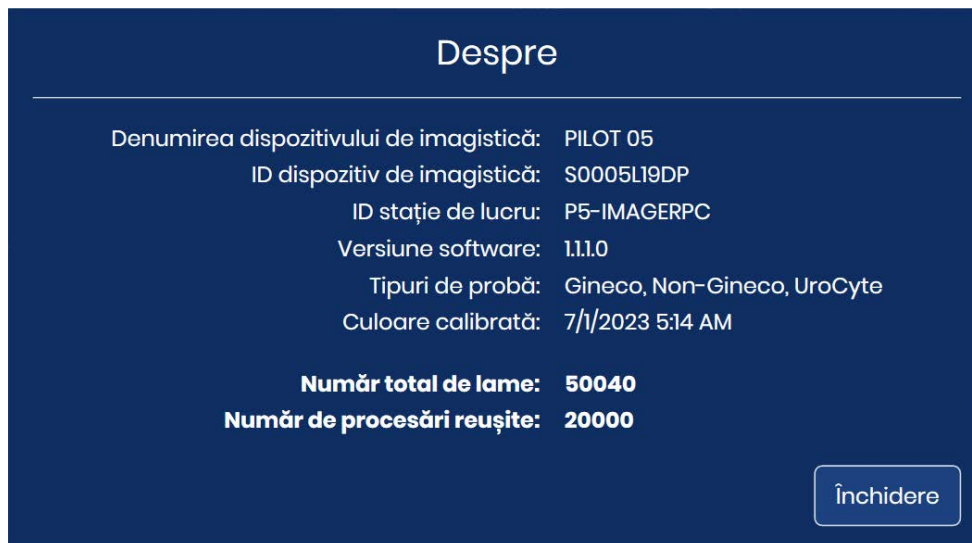 Despre
Denumirea dispozitivului de imagistică: PILOT 05
ID dispozitiv de imagistică: S0005L19DP
ID stație de lucru: P5-IMAGERPC
Versiune software: 1.1.1.0
Tipuri de probă: Gineco, Non-Gineco, UroCyte
Culoare calibrată: 7/1/2023 5:14 AM
Număr total de lame: 50040
Număr de procesări reușite: 20000
Închidere